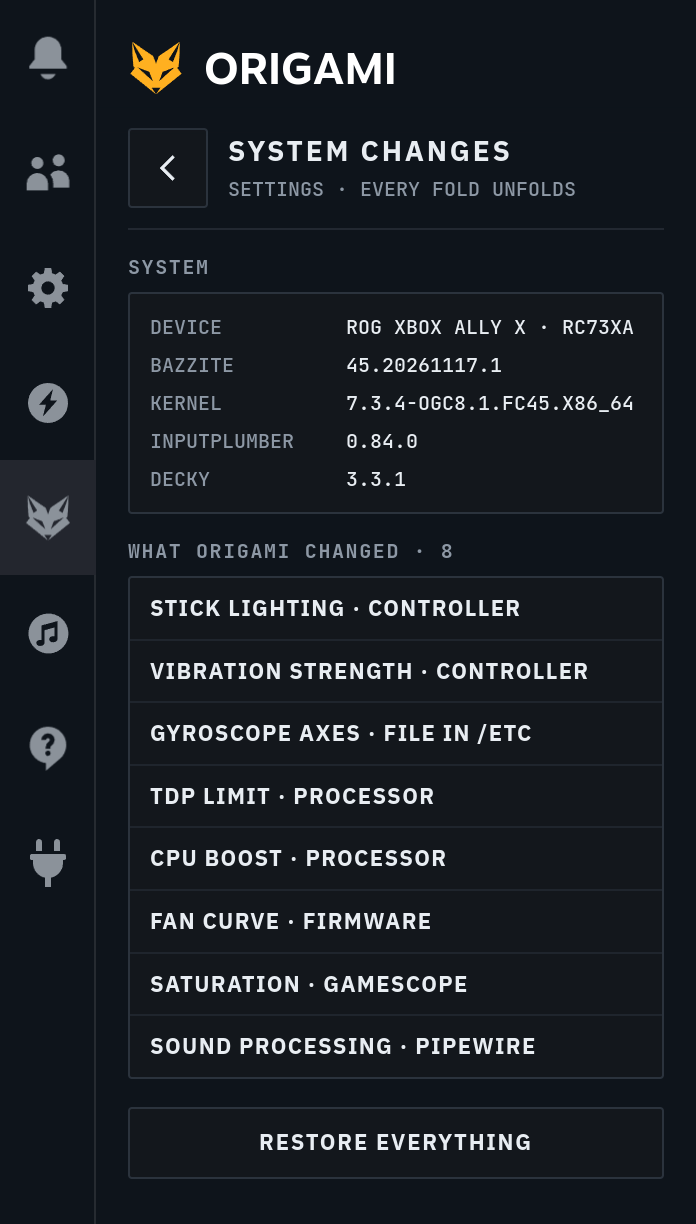 ORIGAMI
SYSTEM CHANGES
SETTINGS · EVERY FOLD UNFOLDS
SYSTEM
DEVICE ROG XBOX ALLY X · RC73XA
BAZZITE 45.20261117.1
KERNEL 7.3.4-OGC8.1.FC45.X86_64
INPUTPLUMBER 0.84.0
DECKY 3.3.1
WHAT ORIGAMI CHANGED · 8
STICK LIGHTING · CONTROLLER
VIBRATION STRENGTH · CONTROLLER
GYROSCOPE AXES · FILE IN /ETC
TDP LIMIT · PROCESSOR
CPU BOOST · PROCESSOR
FAN CURVE · FIRMWARE
SATURATION · GAMESCOPE
SOUND PROCESSING · PIPEWIRE
RESTORE EVERYTHING